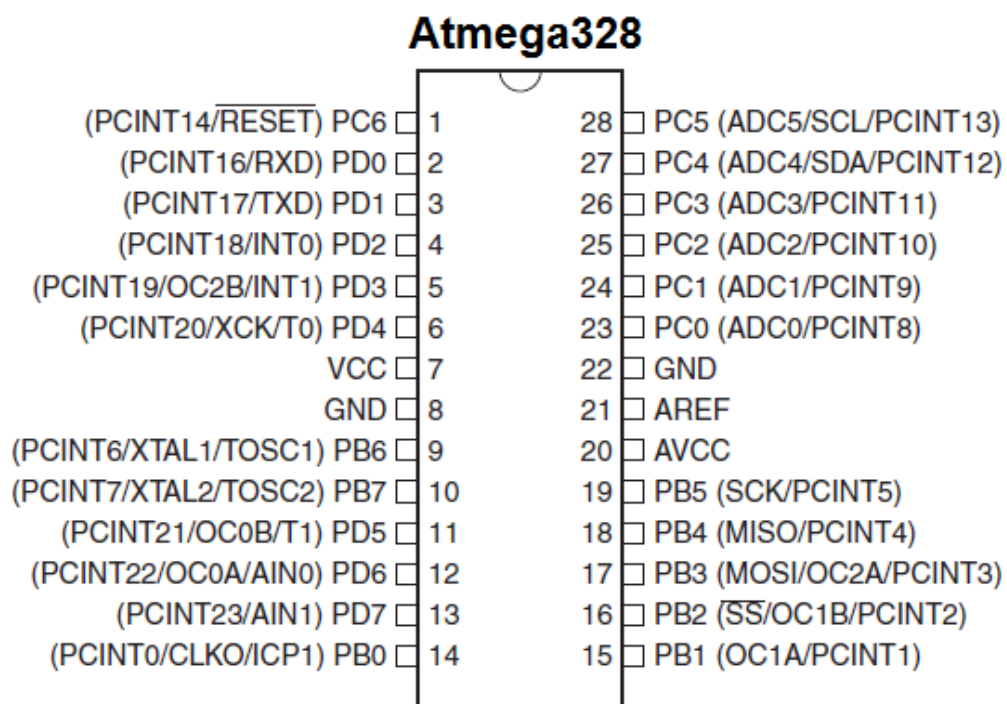 Atmega328
(PCINT14/RESET) PC6 1 28 PC5 (ADC5/SCL/PCINT13)
(PCINT16/RXD) PD0 2 27 PC4 (ADC4/SDA/PCINT12)
(PCINT17/TXD) PD1 3 26 PC3 (ADC3/PCINT11)
(PCINT18/INT0) PD2 4 25 PC2 (ADC2/PCINT10)
(PCINT19/OC2B/INT1) PD3 5 24 PC1 (ADC1/PCINT9)
(PCINT20/XCK/T0) PD4 6 23 PC0 (ADC0/PCINT8)
VCC 7 22 GND
GND 8 21 AREF
(PCINT6/XTAL1/TOSC1) PB6 9 20 AVCC
(PCINT7/XTAL2/TOSC2) PB7 10 19 PB5 (SCK/PCINT5)
(PCINT21/OC0B/T1) PD5 11 18 PB4 (MISO/PCINT4)
(PCINT22/OC0A/AIN0) PD6 12 17 PB3 (MOSI/OC2A/PCINT3)
(PCINT23/AIN1) PD7 13 16 PB2 (SS/OC1B/PCINT2)
(PCINT0/CLKO/ICP1) PB0 14 15 PB1 (OC1A/PCINT1)